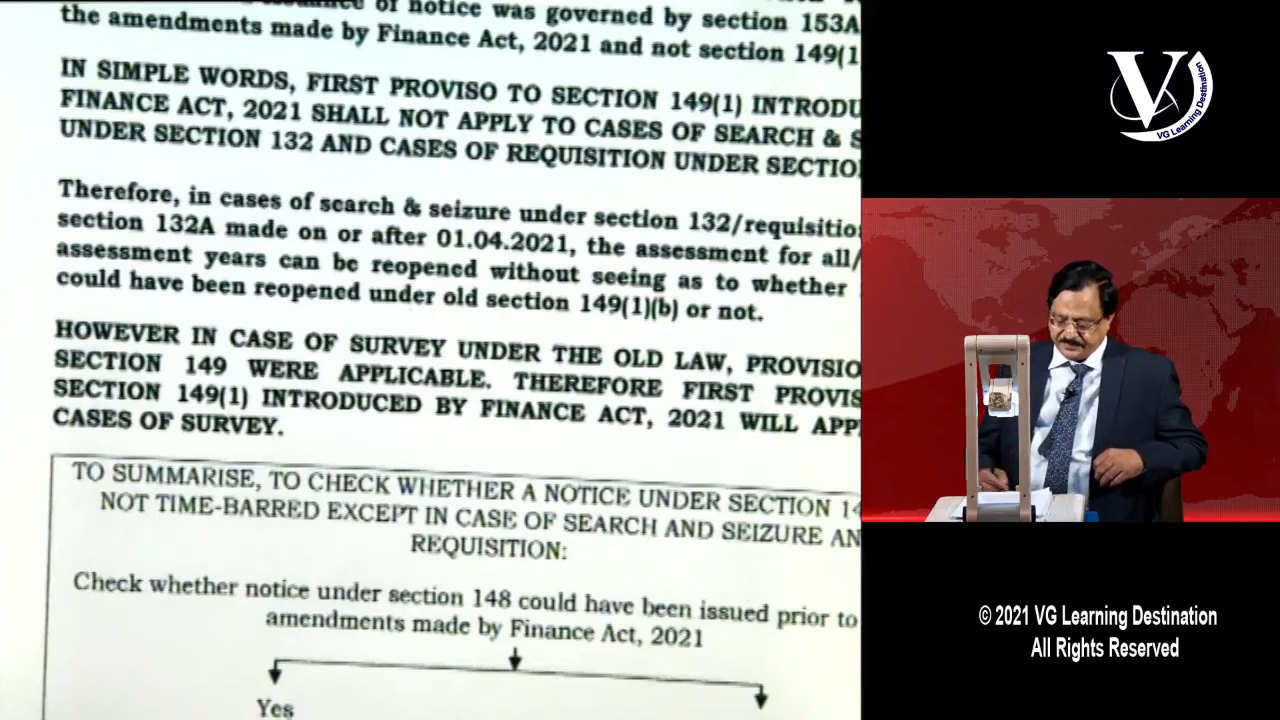 of notice was governed by section 153A
the amendments made by Finance Act, 2021 and not section 149(1
IN SIMPLE WORDS, FIRST PROVISO TO SECTION 149(1) INTRODU
FINANCE ACT, 2021 SHALL NOT APPLY TO CASES OF SEARCH & S
UNDER SECTION 132 AND CASES OF REQUISITION UNDER SECTIO
Therefore, in cases of search & seizure under section 132/requisitio
section 132A made on or after 01.04.2021, the assessment for all/
assessment years can be reopened without seeing as to whether
could have been reopened under old section 149(1)(b) or not.
HOWEVER IN CASE OF SURVEY UNDER THE OLD LAW, PROVISIO
SECTION 149 WERE APPLICABLE. THEREFORE FIRST PROVIS
SECTION 149(1) INTRODUCED BY FINANCE ACT, 2021 WILL APP
CASES OF SURVEY.
TO SUMMARISE, TO CHECK WHETHER A NOTICE UNDER SECTION 14
NOT TIME-BARRED EXCEPT IN CASE OF SEARCH AND SEIZURE AN
REQUISITION:
Check whether notice under section 148 could have been issued prior to
amendments made by Finance Act, 2021
Yes
V
VG Learning Destination
© 2021 VG Learning Destination
All Rights Reserved